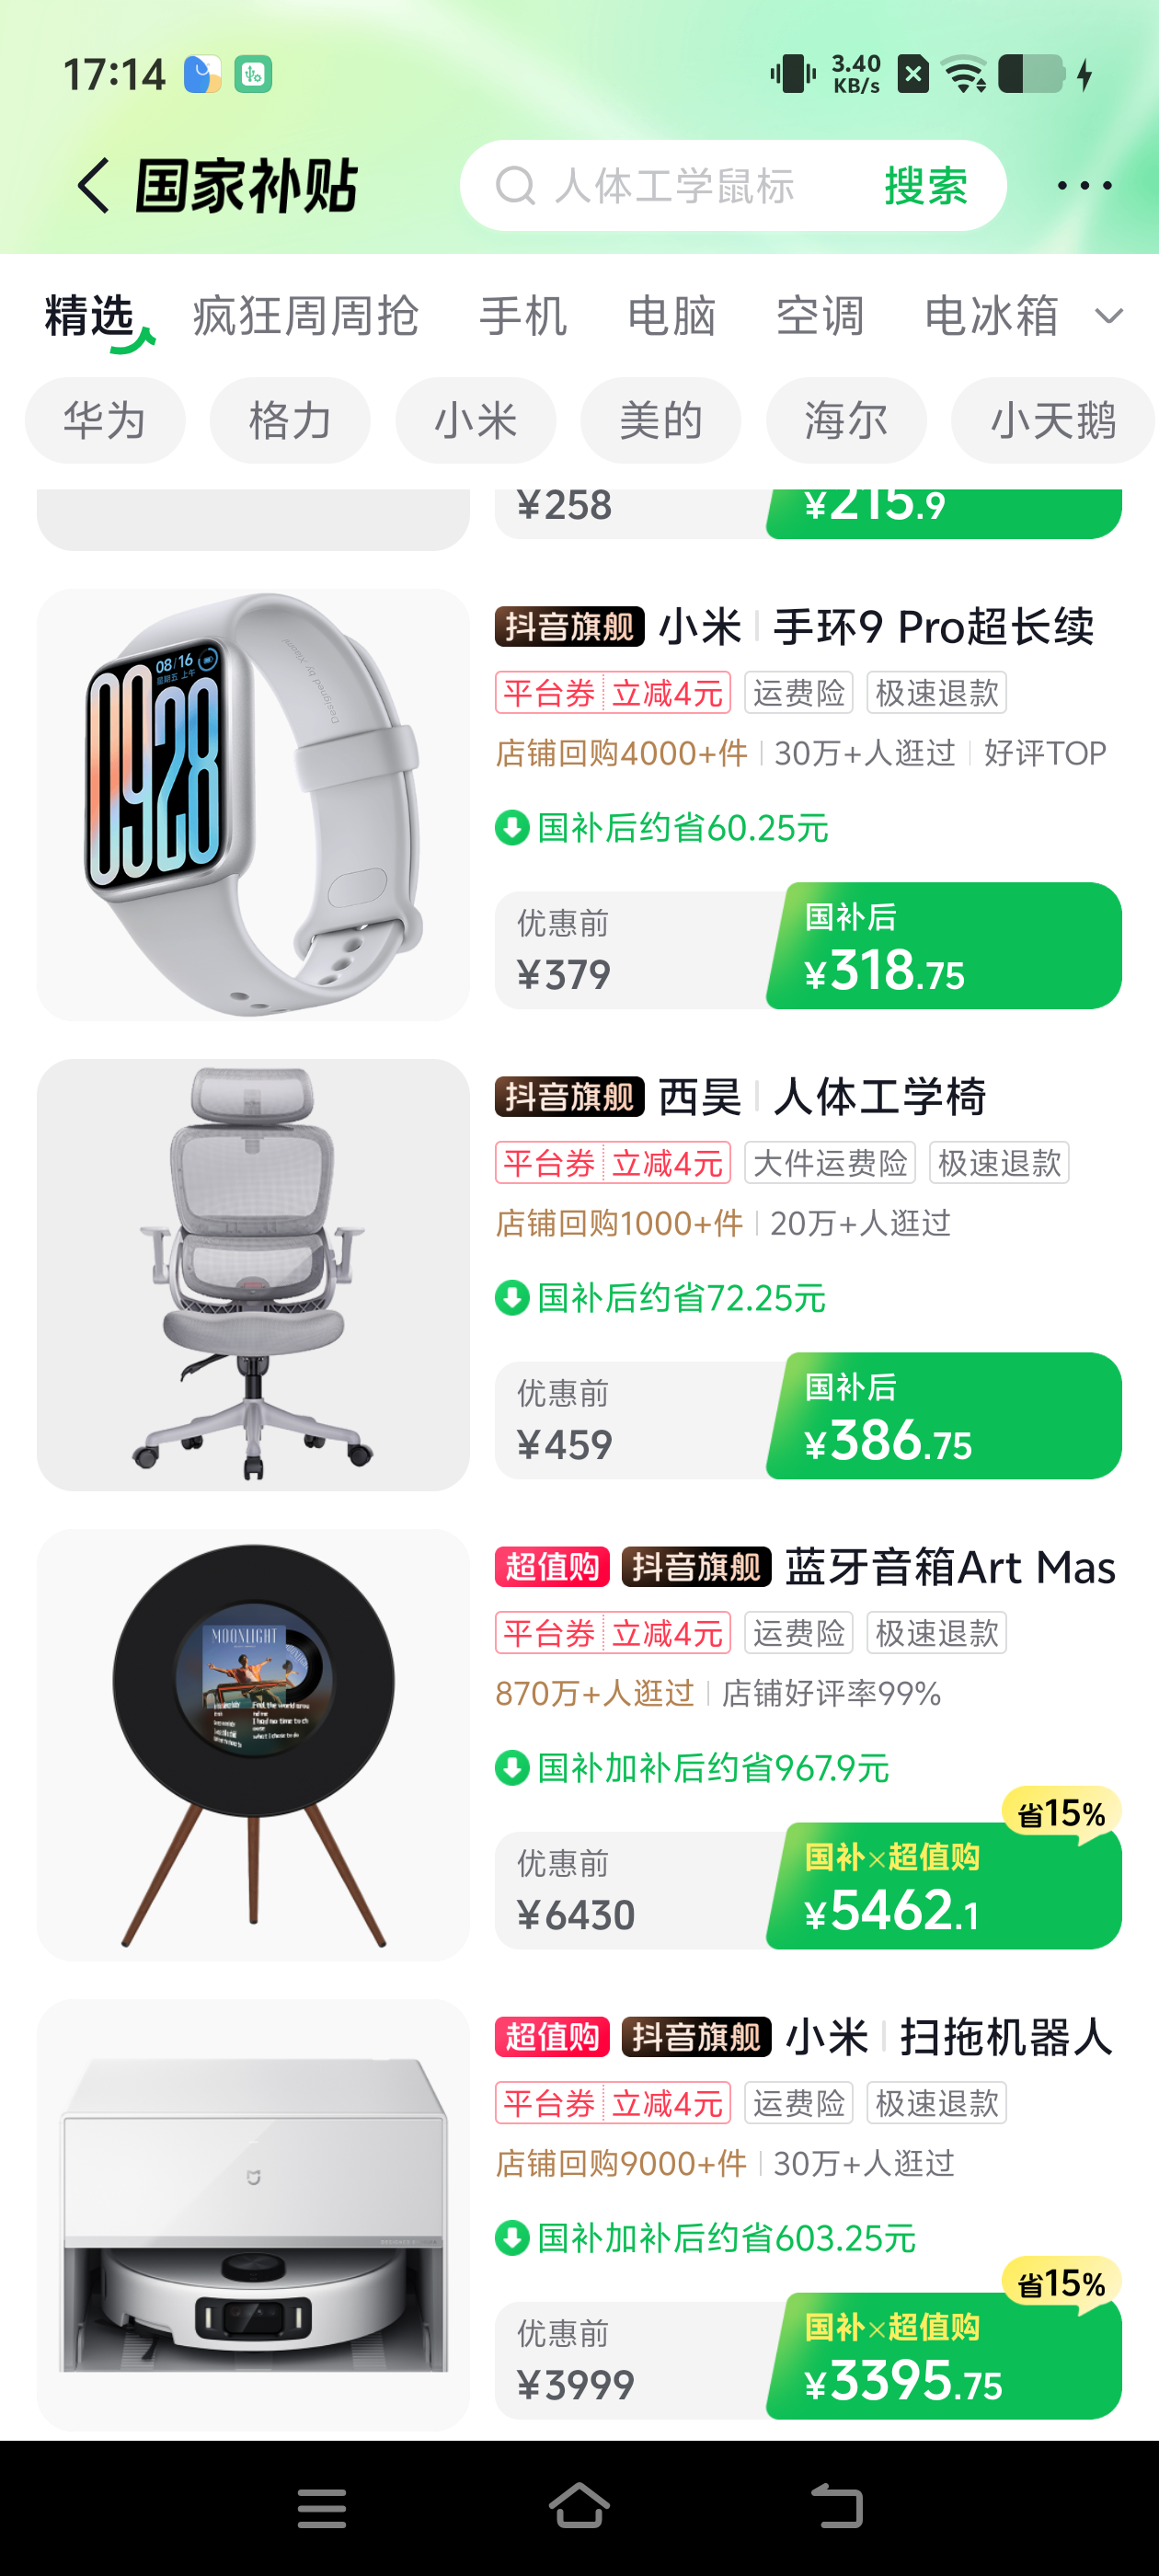 17:14
3.40
KB/s
国家补贴
人体工学鼠标
搜索
精选 疯狂周周抢 手机 电脑 空调 电冰箱
华为 格力 小米 美的 海尔 小天鹅
¥258 ¥215.9
抖音旗舰 小米 手环9 Pro超长续
平台券 立减4元 运费险 极速退款
店铺回购4000+件 30万+人逛过 好评TOP
国补后约省60.25元
优惠前 国补后
¥379 ¥318.75
08/16
星期五 上午
0928
Designed by Xiaomi
抖音旗舰 西昊 人体工学椅
平台券 立减4元 大件运费险 极速退款
店铺回购1000+件 20万+人逛过
国补后约省72.25元
优惠前 国补后
¥459 ¥386.75
超值购 抖音旗舰 蓝牙音箱Art Mas
平台券 立减4元 运费险 极速退款
870万+人逛过 店铺好评率99%
国补加补后约省967.9元
省15%
优惠前 国补×超值购
¥6430 ¥5462.1
MOONLIGHT
超值购 抖音旗舰 小米 扫拖机器人
平台券 立减4元 运费险 极速退款
店铺回购9000+件 30万+人逛过
国补加补后约省603.25元
省15%
优惠前 国补×超值购
¥3999 ¥3395.75